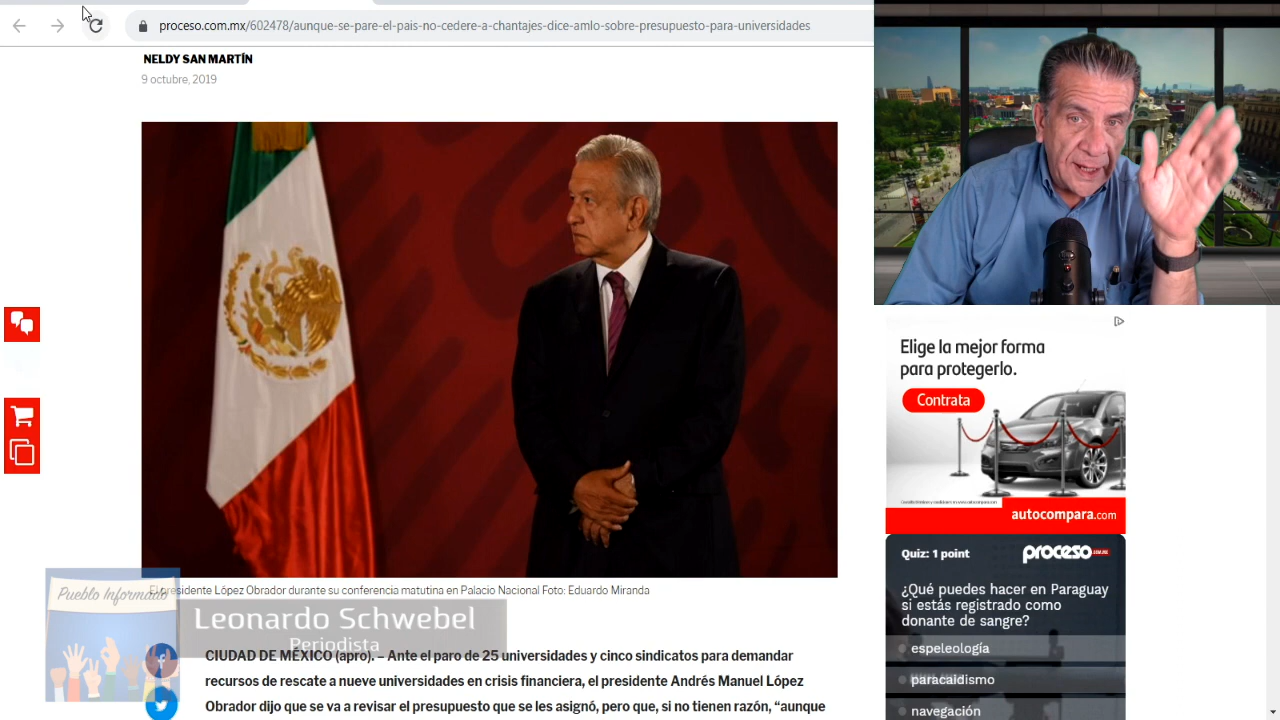 proceso.com.mx/602478/aunque-se-pare-el-pais-no-cedere-a-chantajes-dice-amlo-sobre-presupuesto-para-universidades
NELDY SAN MARTÍN
9 octubre, 2019
Elige la mejor forma
para protegerlo.
Contrata
autocompara.com
Quiz: 1 point
proceso
.COM.MX
¿Qué puedes hacer en Paraguay
si estás registrado como
donante de sangre?
espeleología
paracaidismo
navegación
El presidente López Obrador durante su conferencia matutina en Palacio Nacional Foto: Eduardo Miranda
Pueblo Informado
Leonardo Schwebel
Periodista
CIUDAD DE MÉXICO (apro). – Ante el paro de 25 universidades y cinco sindicatos para demandar
recursos de rescate a nueve universidades en crisis financiera, el presidente Andrés Manuel López
Obrador dijo que se va a revisar el presupuesto que se les asignó, pero que, si no tienen razón, “aunque